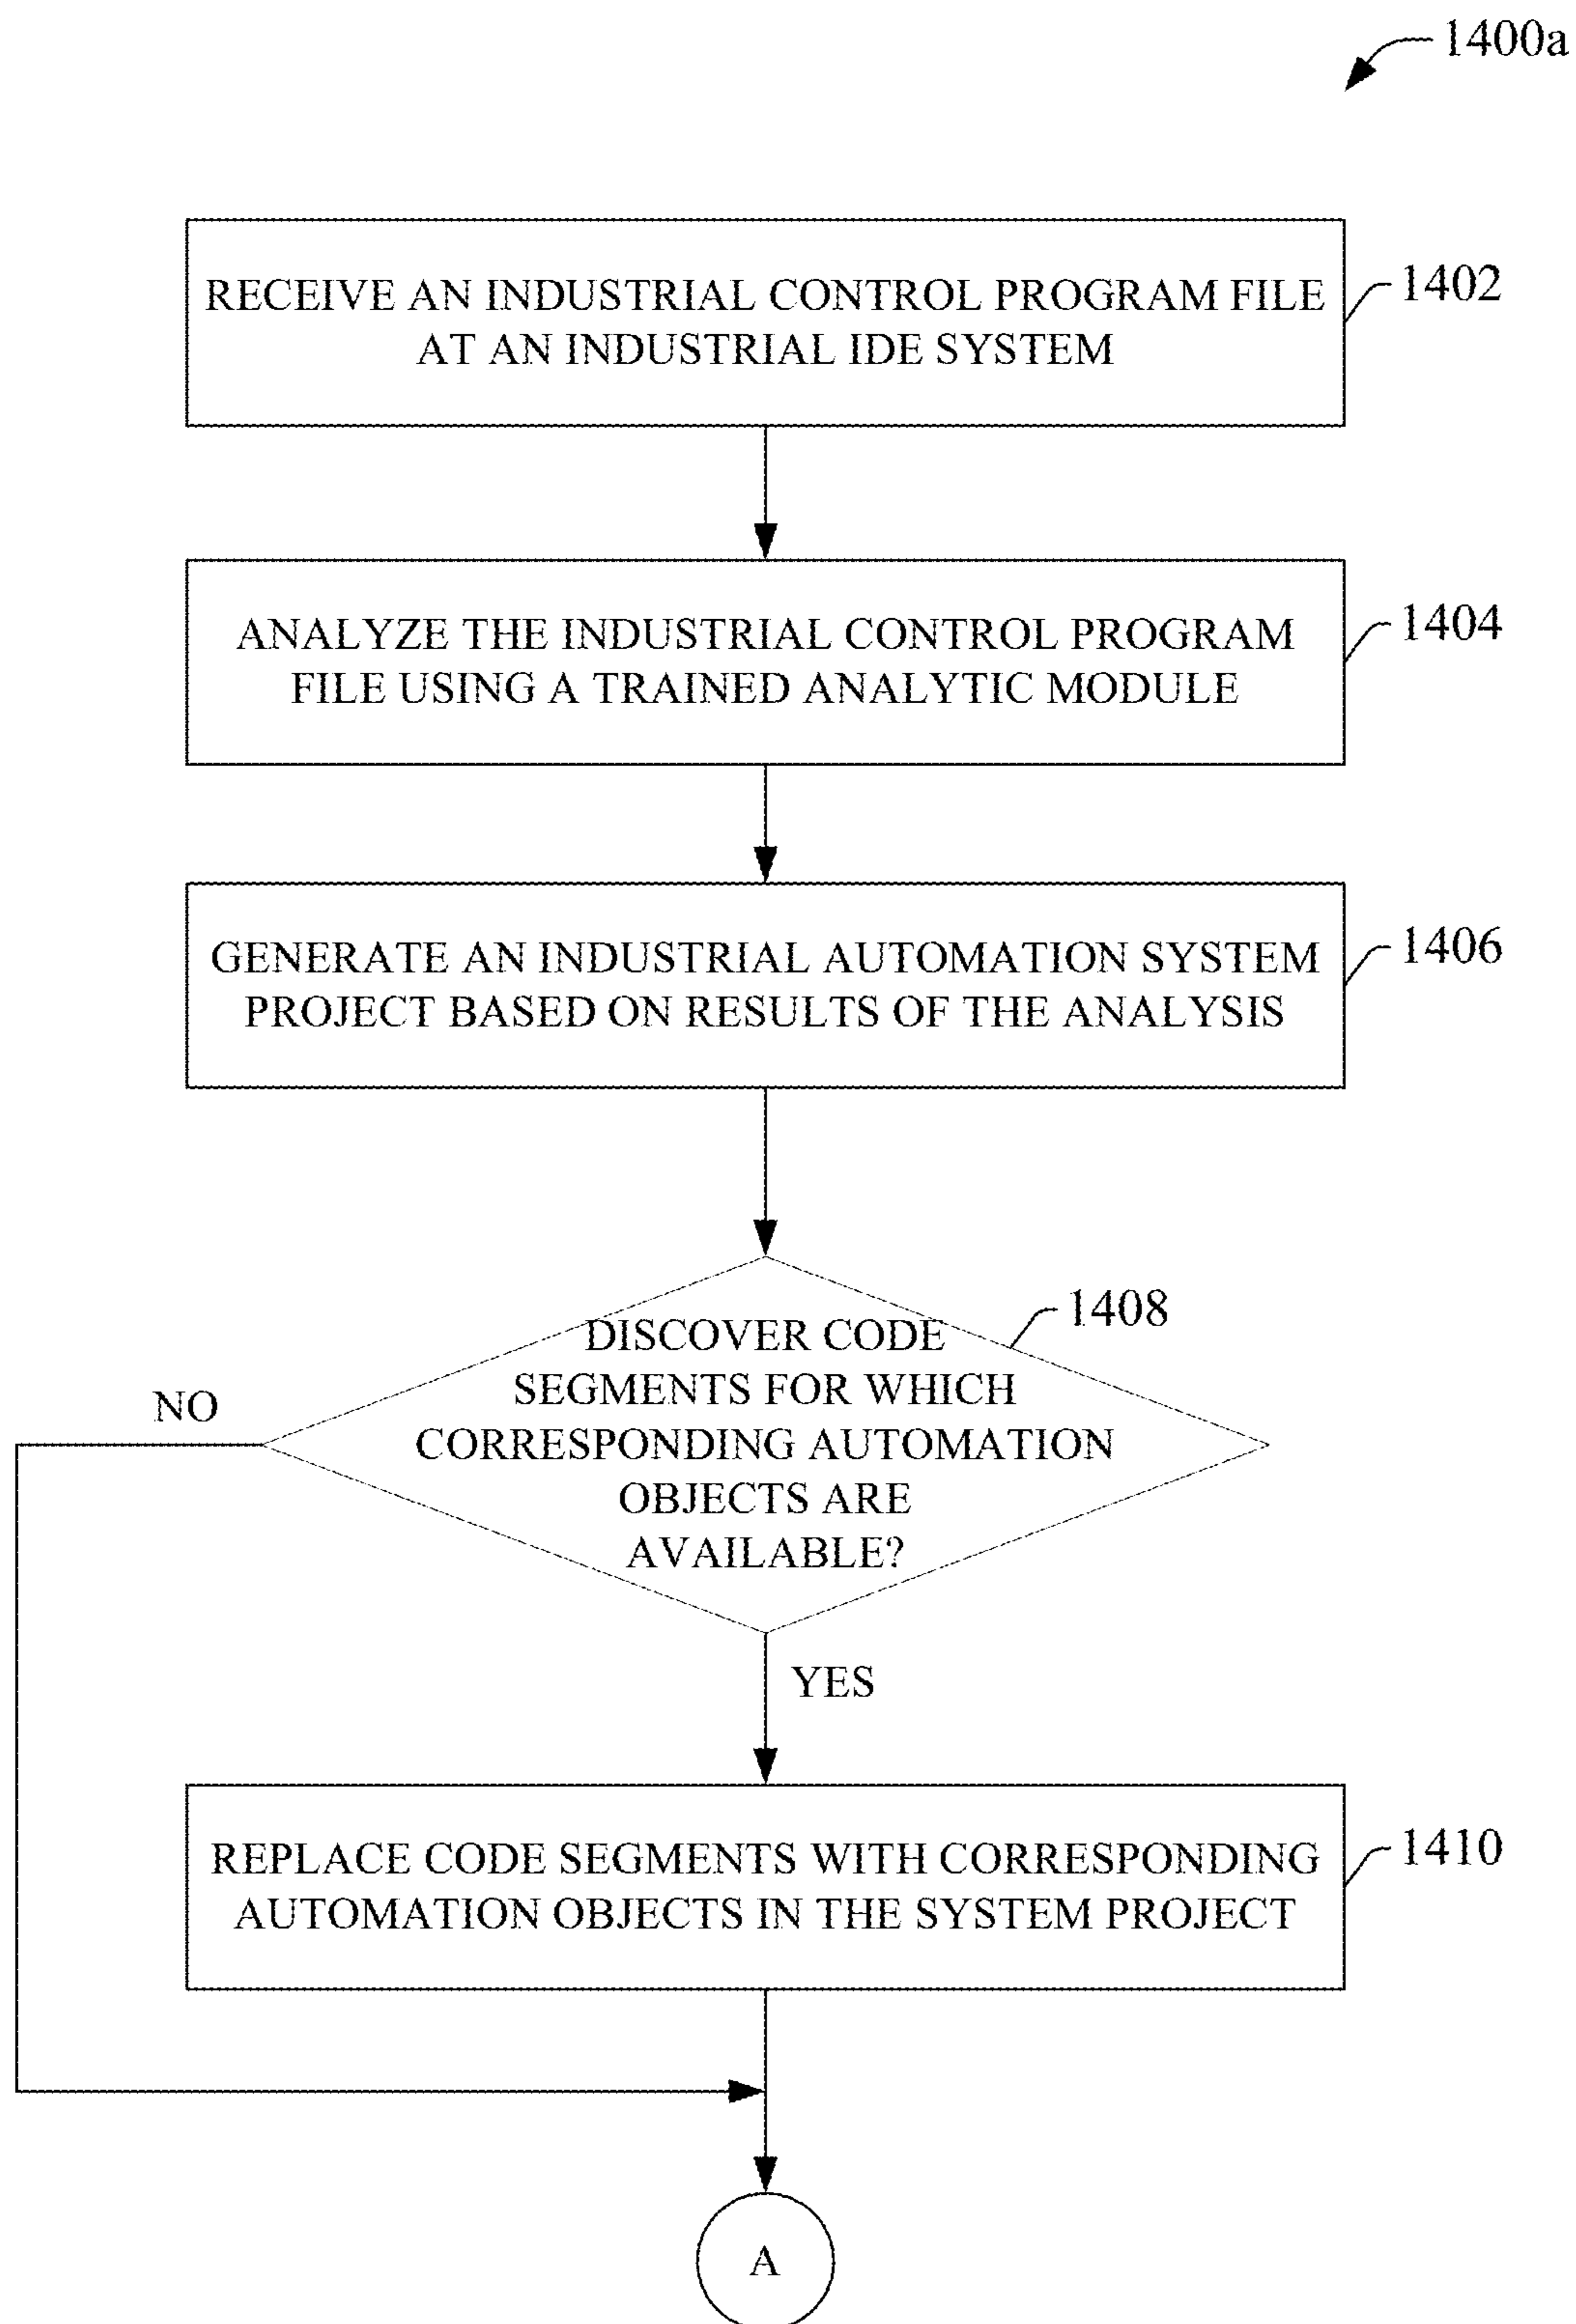 1400a
RECEIVE AN INDUSTRIAL CONTROL PROGRAM FILE
AT AN INDUSTRIAL IDE SYSTEM
1402
ANALYZE THE INDUSTRIAL CONTROL PROGRAM
FILE USING A TRAINED ANALYTIC MODULE
1404
GENERATE AN INDUSTRIAL AUTOMATION SYSTEM
PROJECT BASED ON RESULTS OF THE ANALYSIS
1406
DISCOVER CODE
SEGMENTS FOR WHICH
CORRESPONDING AUTOMATION
OBJECTS ARE
AVAILABLE?
1408
NO
YES
REPLACE CODE SEGMENTS WITH CORRESPONDING
AUTOMATION OBJECTS IN THE SYSTEM PROJECT
1410
A